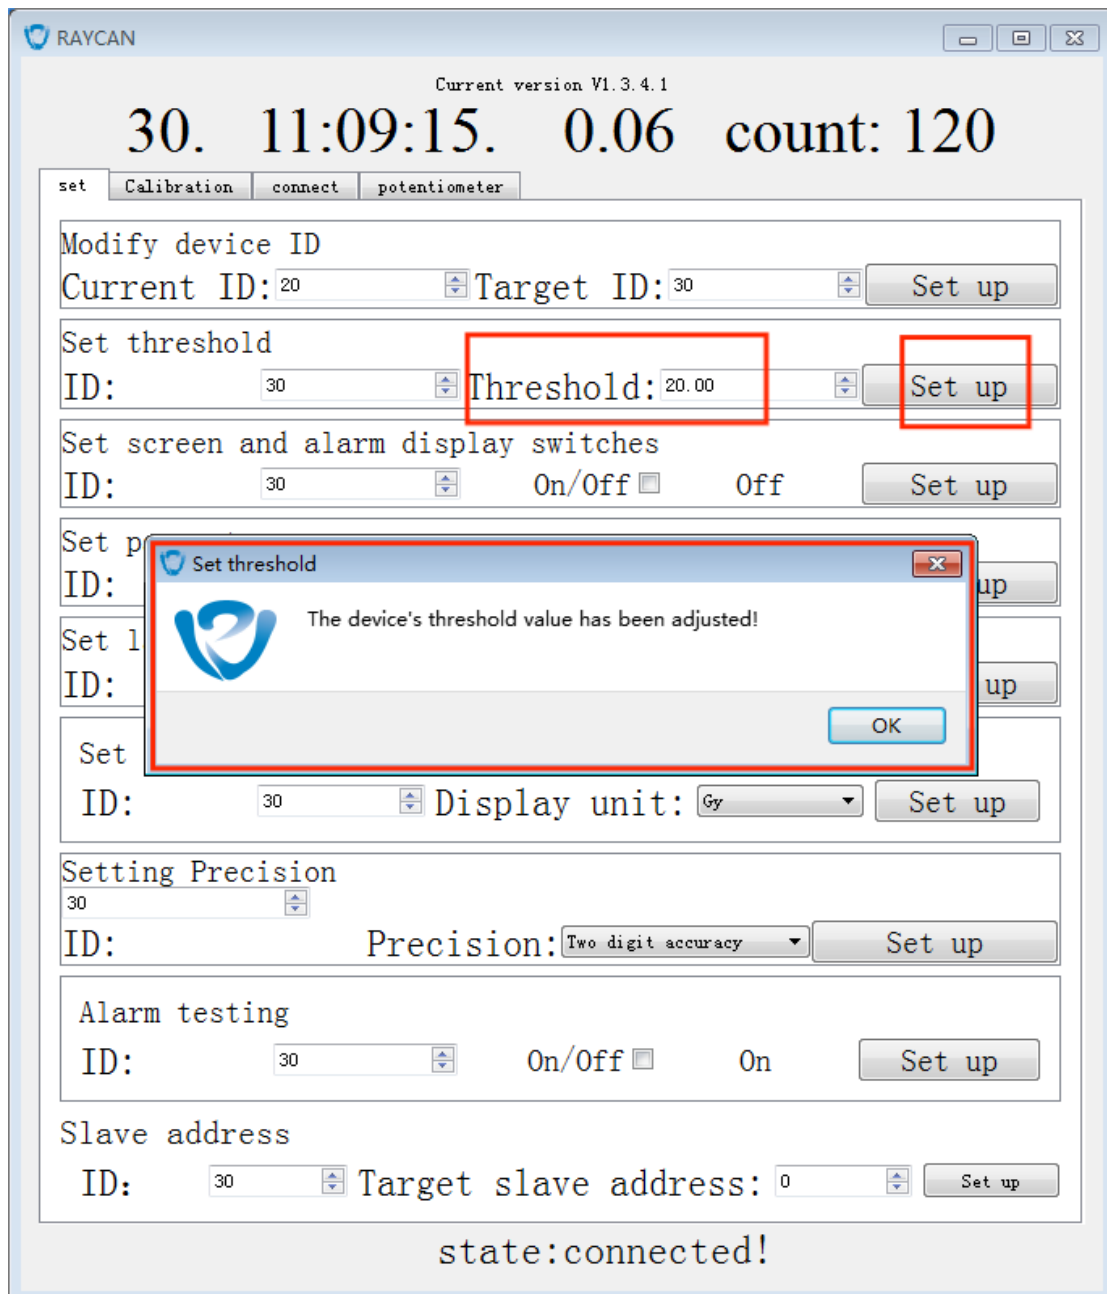 RAYCAN
Current version V1.3.4.1
30. 11:09:15. 0.06 count: 120
set Calibration connect potentiometer
Modify device ID
Current ID: 20 Target ID: 30 Set up
Set threshold
ID: 30 Threshold: 20.00 Set up
Set screen and alarm display switches
ID: 30 On/Off Off Set up
Set
ID: up
Set threshold
The device's threshold value has been adjusted!
OK
Set
ID: up
Set
ID: 30 Display unit: Gy Set up
Setting Precision
30
ID: Precision: Two digit accuracy Set up
Alarm testing
ID: 30 On/Off On Set up
Slave address
ID: 30 Target slave address: 0 Set up
state:connected!